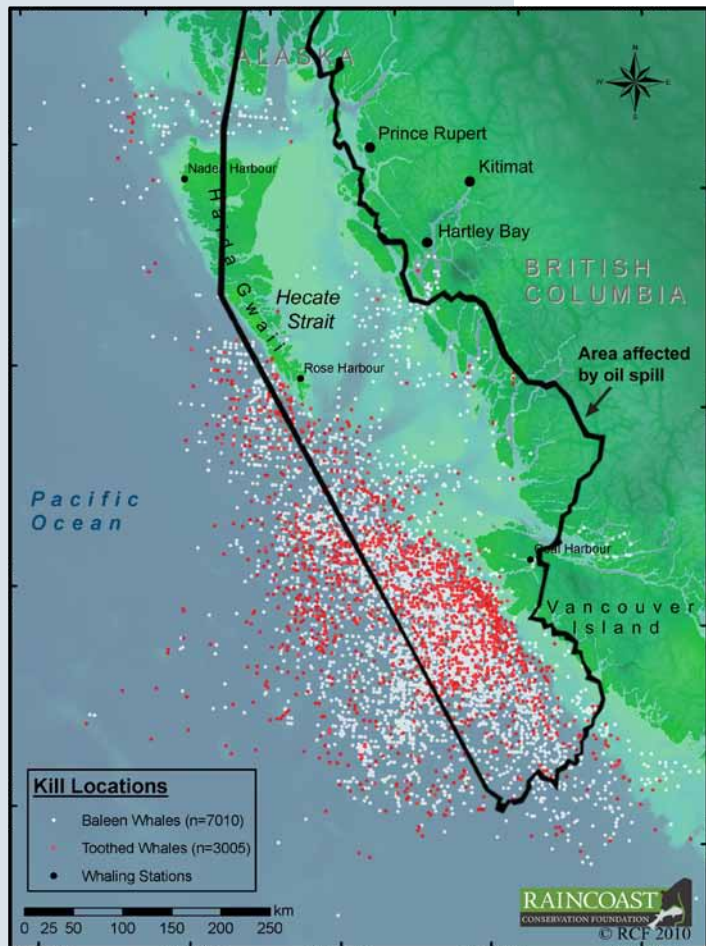 ALASKA
N
W
E
S
Prince Rupert
Naden Harbour
Kitimat
Haida Gwaii
Hartley Bay
BRITISH
COLUMBIA
Hecate
Strait
Area affected
by oil spill
Rose Harbour
Pacific
Ocean
Coal Harbour
Vancouver
Island
Kill Locations
Baleen Whales (n=7010)
Toothed Whales (n=3005)
Whaling Stations
km
0 25 50 100 150 200 250
RAINCOAST
CONSERVATION FOUNDATION
© RCF 2010